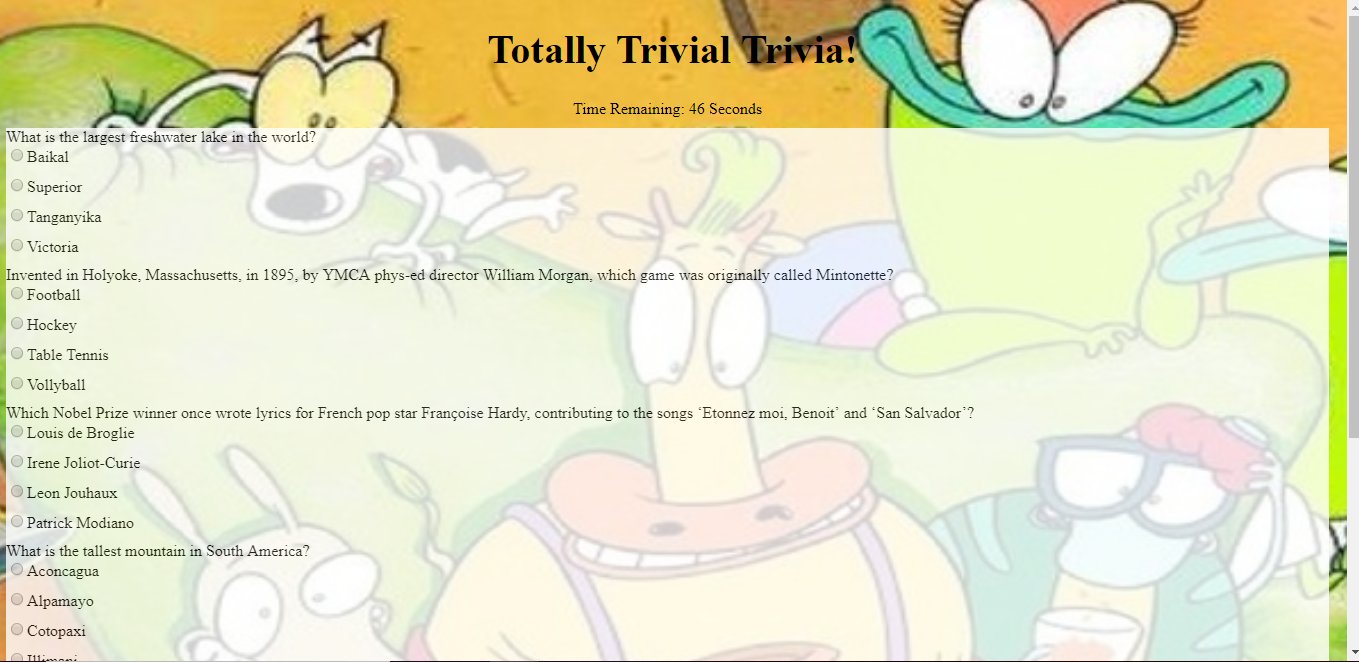 Totally Trivial Trivia!
Time Remaining: 46 Seconds
What is the largest freshwater lake in the world?
Baikal
Superior
Tanganyika
Victoria
Invented in Holyoke, Massachusetts, in 1895, by YMCA phys-ed director William Morgan, which game was originally called Mintonette?
Football
Hockey
Table Tennis
Vollyball
Which Nobel Prize winner once wrote lyrics for French pop star Françoise Hardy, contributing to the songs ‘Etonnez moi, Benoit’ and ‘San Salvador’?
Louis de Broglie
Irene Joliot-Curie
Leon Jouhaux
Patrick Modiano
What is the tallest mountain in South America?
Aconcagua
Alpamayo
Cotopaxi